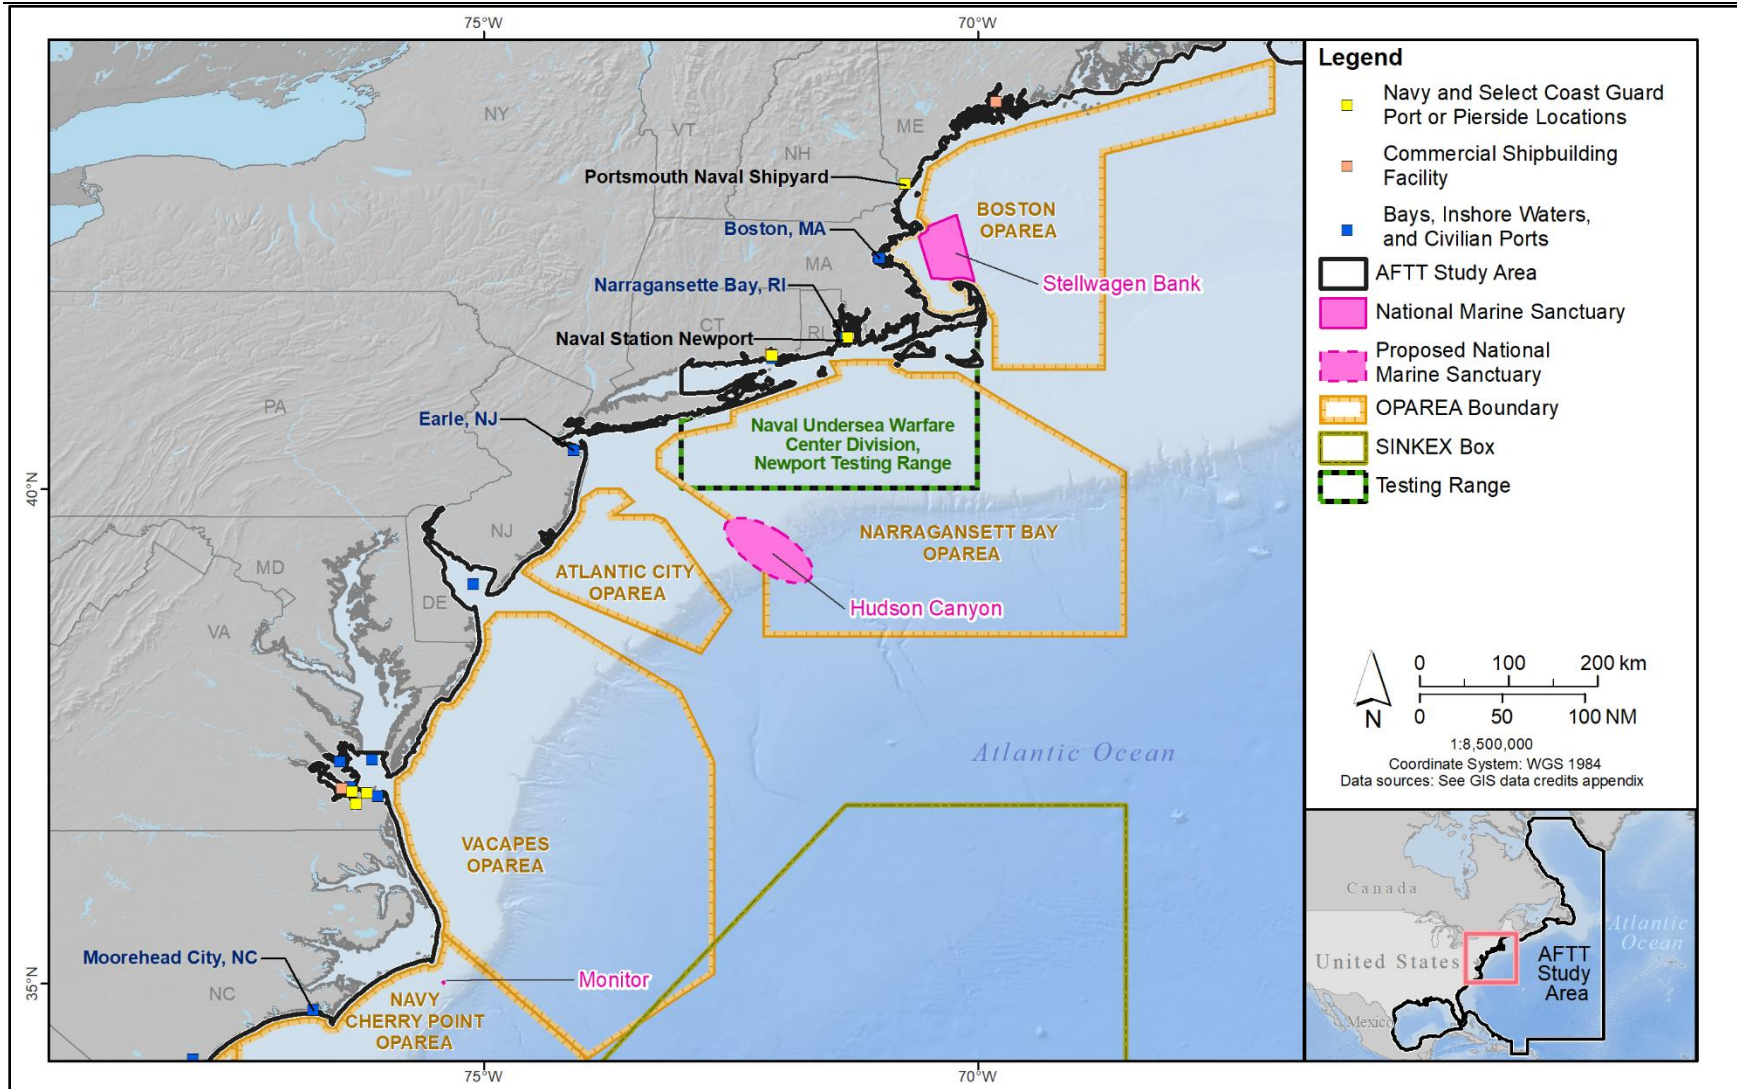 75°W
70°W
NY
VT
NH
ME
Portsmouth Naval Shipyard
Boston, MA
BOSTON
OPAREA
MA
Stellwagen Bank
Narragansette Bay, RI
CT
RI
Naval Station Newport
PA
Earle, NJ
Naval Undersea Warfare
Center Division,
Newport Testing Range
40°N
NJ
NARRAGANSETT BAY
OPAREA
MD
ATLANTIC CITY
OPAREA
DE
Hudson Canyon
VA
Atlantic Ocean
VACAPES
OPAREA
Moorehead City, NC
Monitor
35°N
NC
NAVY
CHERRY POINT
OPAREA
75°W
70°W
Legend
Navy and Select Coast Guard
Port or Pierside Locations
Commercial Shipbuilding
Facility
Bays, Inshore Waters,
and Civilian Ports
AFTT Study Area
National Marine Sanctuary
Proposed National
Marine Sanctuary
OPAREA Boundary
SINKEX Box
Testing Range
N
0 100 200 km
0 50 100 NM
1:8,500,000
Coordinate System: WGS 1984
Data sources: See GIS data credits appendix
Canada
Atlantic
Ocean
United States
AFTT
Study
Area
Mexico